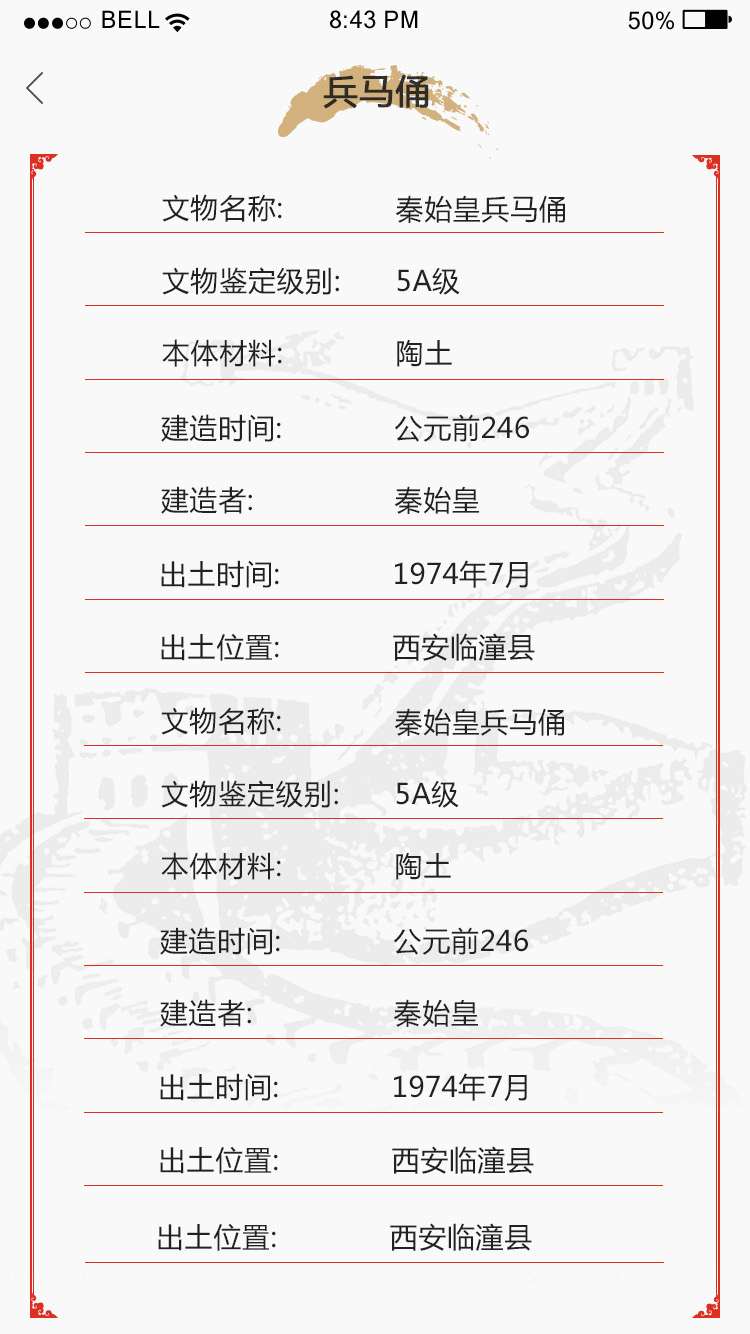 BELL 8:43 PM 50%
兵马俑
文物名称: 秦始皇兵马俑
文物鉴定级别: 5A级
本体材料: 陶土
建造时间: 公元前246
建造者: 秦始皇
出土时间: 1974年7月
出土位置: 西安临潼县
文物名称: 秦始皇兵马俑
文物鉴定级别: 5A级
本体材料: 陶土
建造时间: 公元前246
建造者: 秦始皇
出土时间: 1974年7月
出土位置: 西安临潼县
出土位置: 西安临潼县